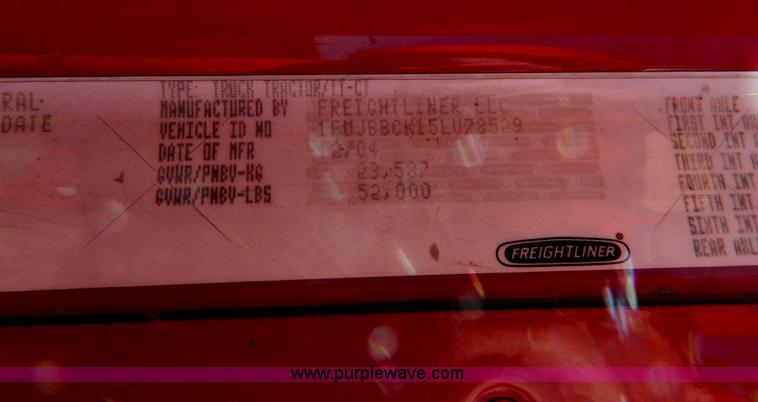 TYPE: TRUCK TRACTOR/TT-CT
RAL.
DATE
MANUFACTURED BY FREIGHTLINER LLC
VEHICLE ID NO
DATE OF MFR 12/04
GVWR/PNBV-KG 23,587
GVWR/PNBV-LBS 52,000
FRONT AXLE
FIRST INT AX
SECOND INT A
THIRD INT A
FOURTH INT
FIFTH INT
SIXTH INT
REAR AXL
FREIGHTLINER ®
www.purplewave.com